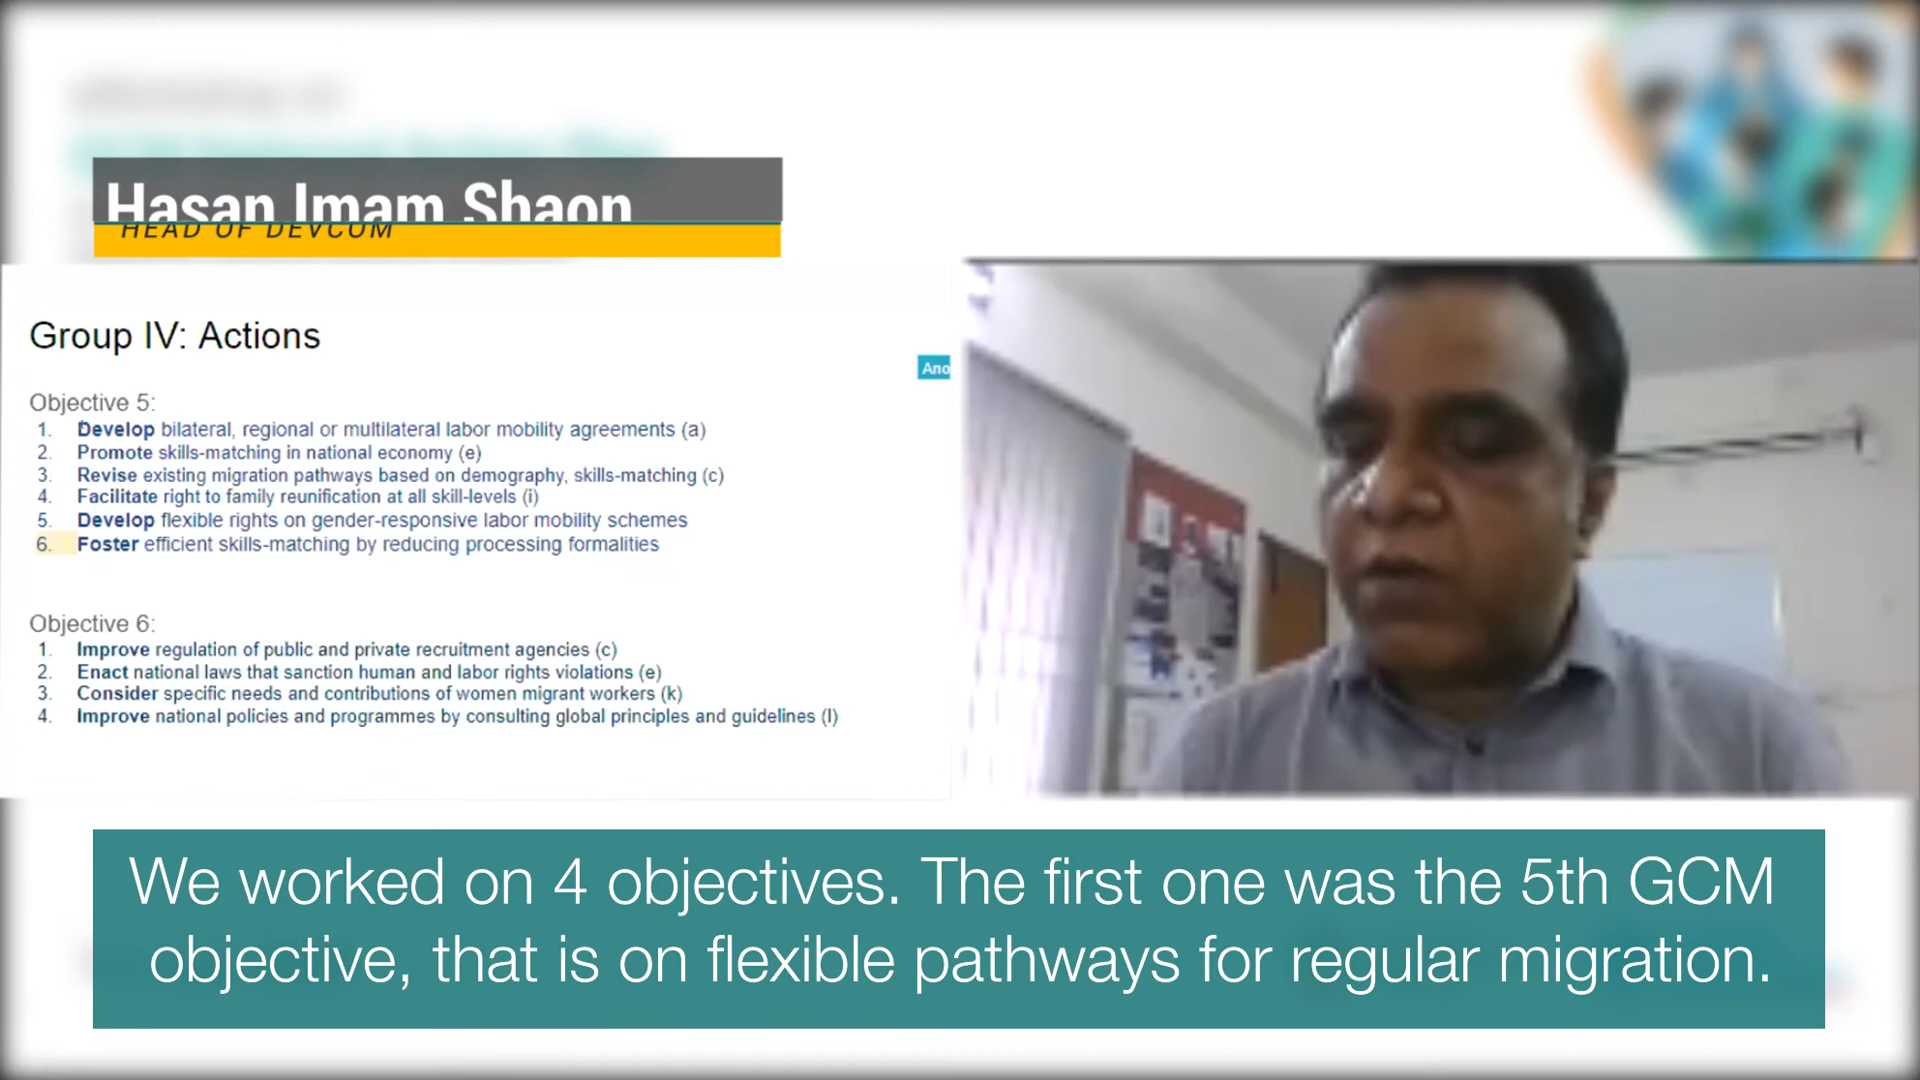 Hasan Imam Shaon
HEAD OF DEVCOM
Group IV: Actions
Ano
Objective 5:
1. Develop bilateral, regional or multilateral labor mobility agreements (a)
2. Promote skills-matching in national economy (e)
3. Revise existing migration pathways based on demography, skills-matching (c)
4. Facilitate right to family reunification at all skill-levels (i)
5. Develop flexible rights on gender-responsive labor mobility schemes
6. Foster efficient skills-matching by reducing processing formalities
Objective 6:
1. Improve regulation of public and private recruitment agencies (c)
2. Enact national laws that sanction human and labor rights violations (e)
3. Consider specific needs and contributions of women migrant workers (k)
4. Improve national policies and programmes by consulting global principles and guidelines (l)
We worked on 4 objectives. The first one was the 5th GCM
objective, that is on flexible pathways for regular migration.